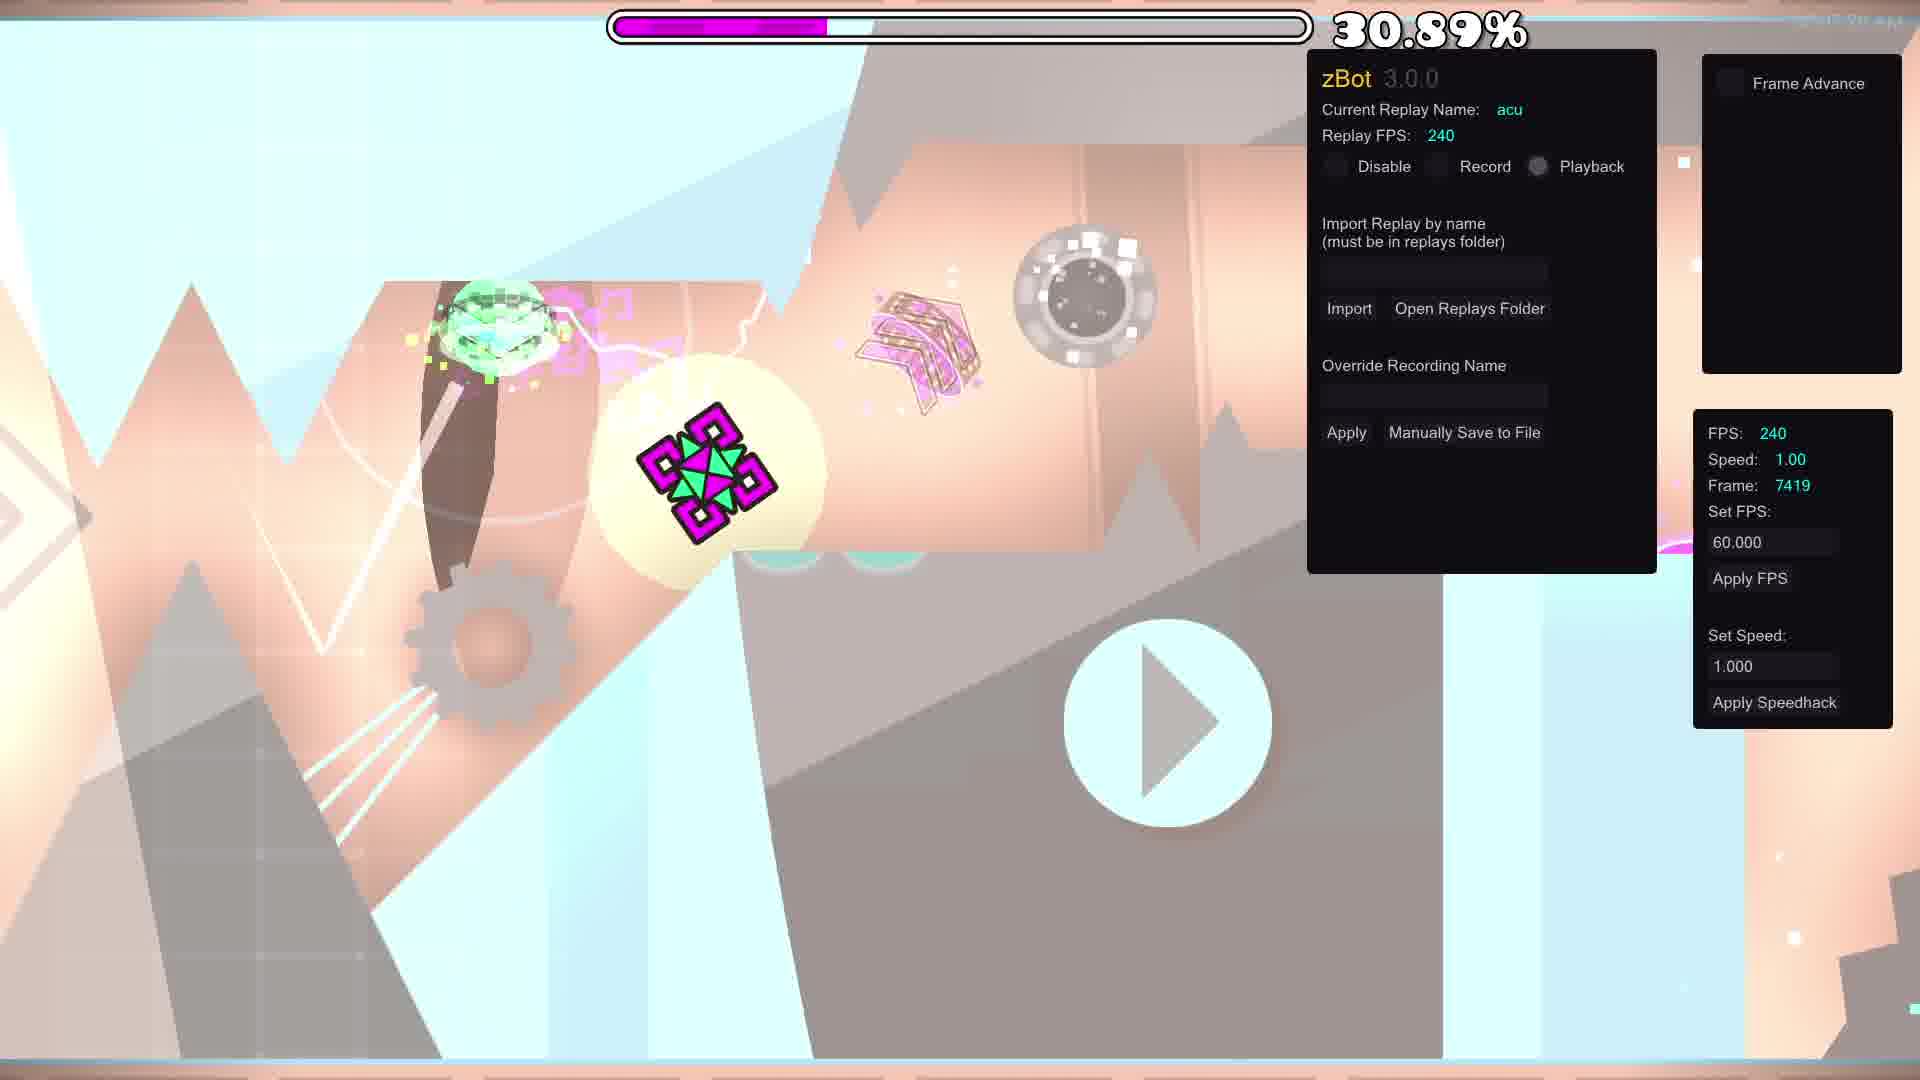 30.89%
zBot 3.0.0
Current Replay Name: acu
Replay FPS: 240
Disable Record Playback
Import Replay by name
(must be in replays folder)
Import Open Replays Folder
Override Recording Name
Apply Manually Save to File
Frame Advance
FPS: 240
Speed: 1.00
Frame: 7419
Set FPS:
60.000
Apply FPS
Set Speed:
1.000
Apply Speedhack